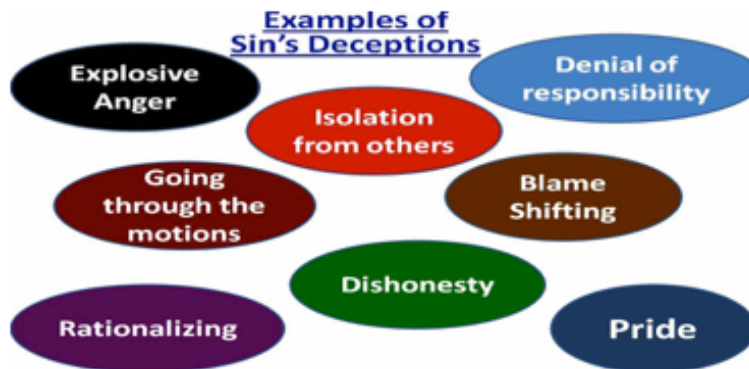 Examples of
Sin's Deceptions
Explosive
Anger
Denial of
responsibility
Isolation
from others
Going
through the
motions
Blame
Shifting
Dishonesty
Rationalizing
Pride